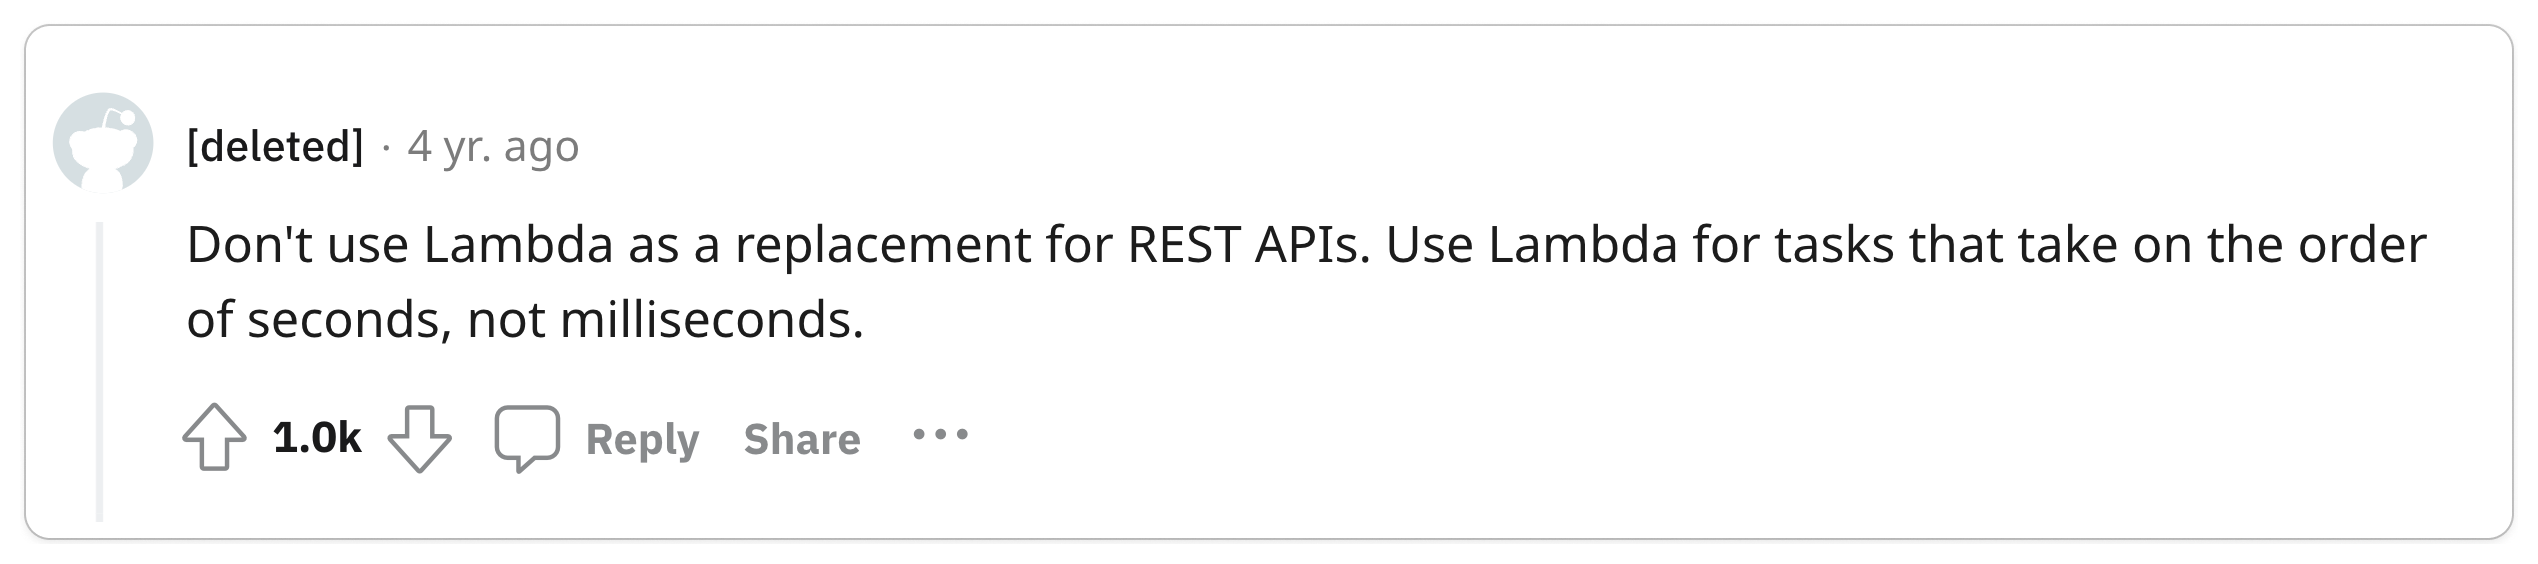 [deleted] · 4 yr. ago
Don't use Lambda as a replacement for REST APIs. Use Lambda for tasks that take on the order
of seconds, not milliseconds.
1.0k Reply Share ···